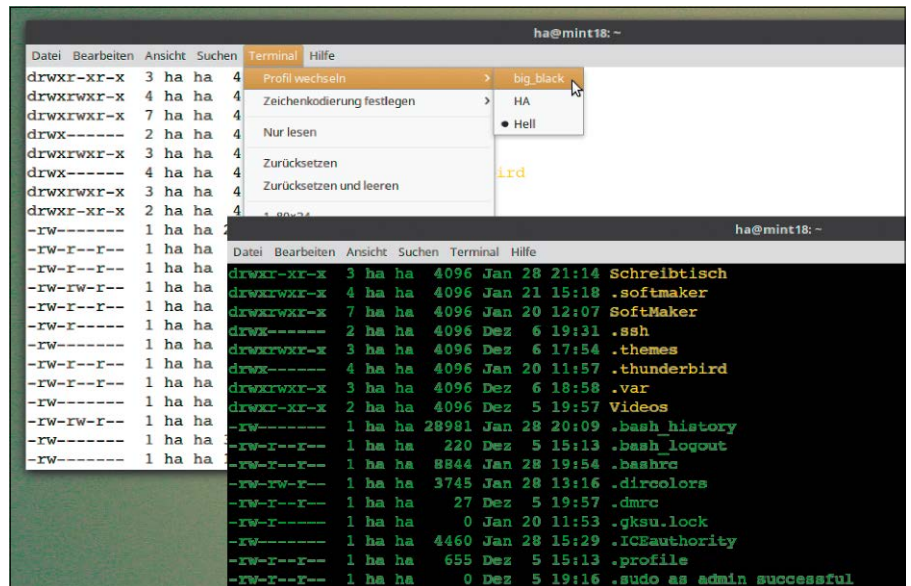 ha@mint18: ~
Datei Bearbeiten Ansicht Suchen Terminal Hilfe
drwxr-xr-x 3 ha ha 4
drwxrwxr-x 4 ha ha 4
drwxrwxr-x 7 ha ha 4
drwx------ 2 ha ha 4
drwxrwxr-x 3 ha ha 4
drwx------ 4 ha ha 4
drwxrwxr-x 3 ha ha 4
drwxr-xr-x 2 ha ha 4
-rw------- 1 ha ha 2
-rw-r--r-- 1 ha ha
-rw-r--r-- 1 ha ha
-rw-rw-r-- 1 ha ha
-rw-r--r-- 1 ha ha
-rw-r----- 1 ha ha
-rw------- 1 ha ha
-rw-r--r-- 1 ha ha
-rw-r--r-- 1 ha ha
-rw------- 1 ha ha
-rw-rw-r-- 1 ha ha
-rw------- 1 ha ha
-rw------- 1 ha ha
Profil wechseln
Zeichenkodierung festlegen
Nur lesen
Zurücksetzen
Zurücksetzen und leeren
1. 80x24
big_black
HA
Hell
ird
ha@mint18: ~
Datei Bearbeiten Ansicht Suchen Terminal Hilfe
drwxr-xr-x 3 ha ha 4096 Jan 28 21:14 Schreibtisch
drwxrwxr-x 4 ha ha 4096 Jan 21 15:18 .softmaker
drwxrwxr-x 7 ha ha 4096 Jan 20 12:07 SoftMaker
drwx------ 2 ha ha 4096 Dez 6 19:31 .ssh
drwxrwxr-x 3 ha ha 4096 Dez 6 17:54 .themes
drwx------ 4 ha ha 4096 Jan 20 11:57 .thunderbird
drwxrwxr-x 3 ha ha 4096 Dez 6 18:58 .var
drwxr-xr-x 2 ha ha 4096 Dez 5 19:57 Videos
-rw------- 1 ha ha 28981 Jan 28 20:09 .bash_history
-rw-r--r-- 1 ha ha 220 Dez 5 15:13 .bash_logout
-rw-r--r-- 1 ha ha 8844 Jan 28 19:54 .bashrc
-rw-rw-r-- 1 ha ha 3745 Jan 28 13:16 .dircolors
-rw-r--r-- 1 ha ha 27 Dez 5 19:57 .dmrc
-rw-r----- 1 ha ha 0 Jan 20 11:53 .gksu.lock
-rw------- 1 ha ha 4460 Jan 28 15:29 .ICEauthority
-rw-r--r-- 1 ha ha 655 Dez 5 15:13 .profile
-rw-r--r-- 1 ha ha 0 Dez 5 19:16 .sudo_as_admin_successful